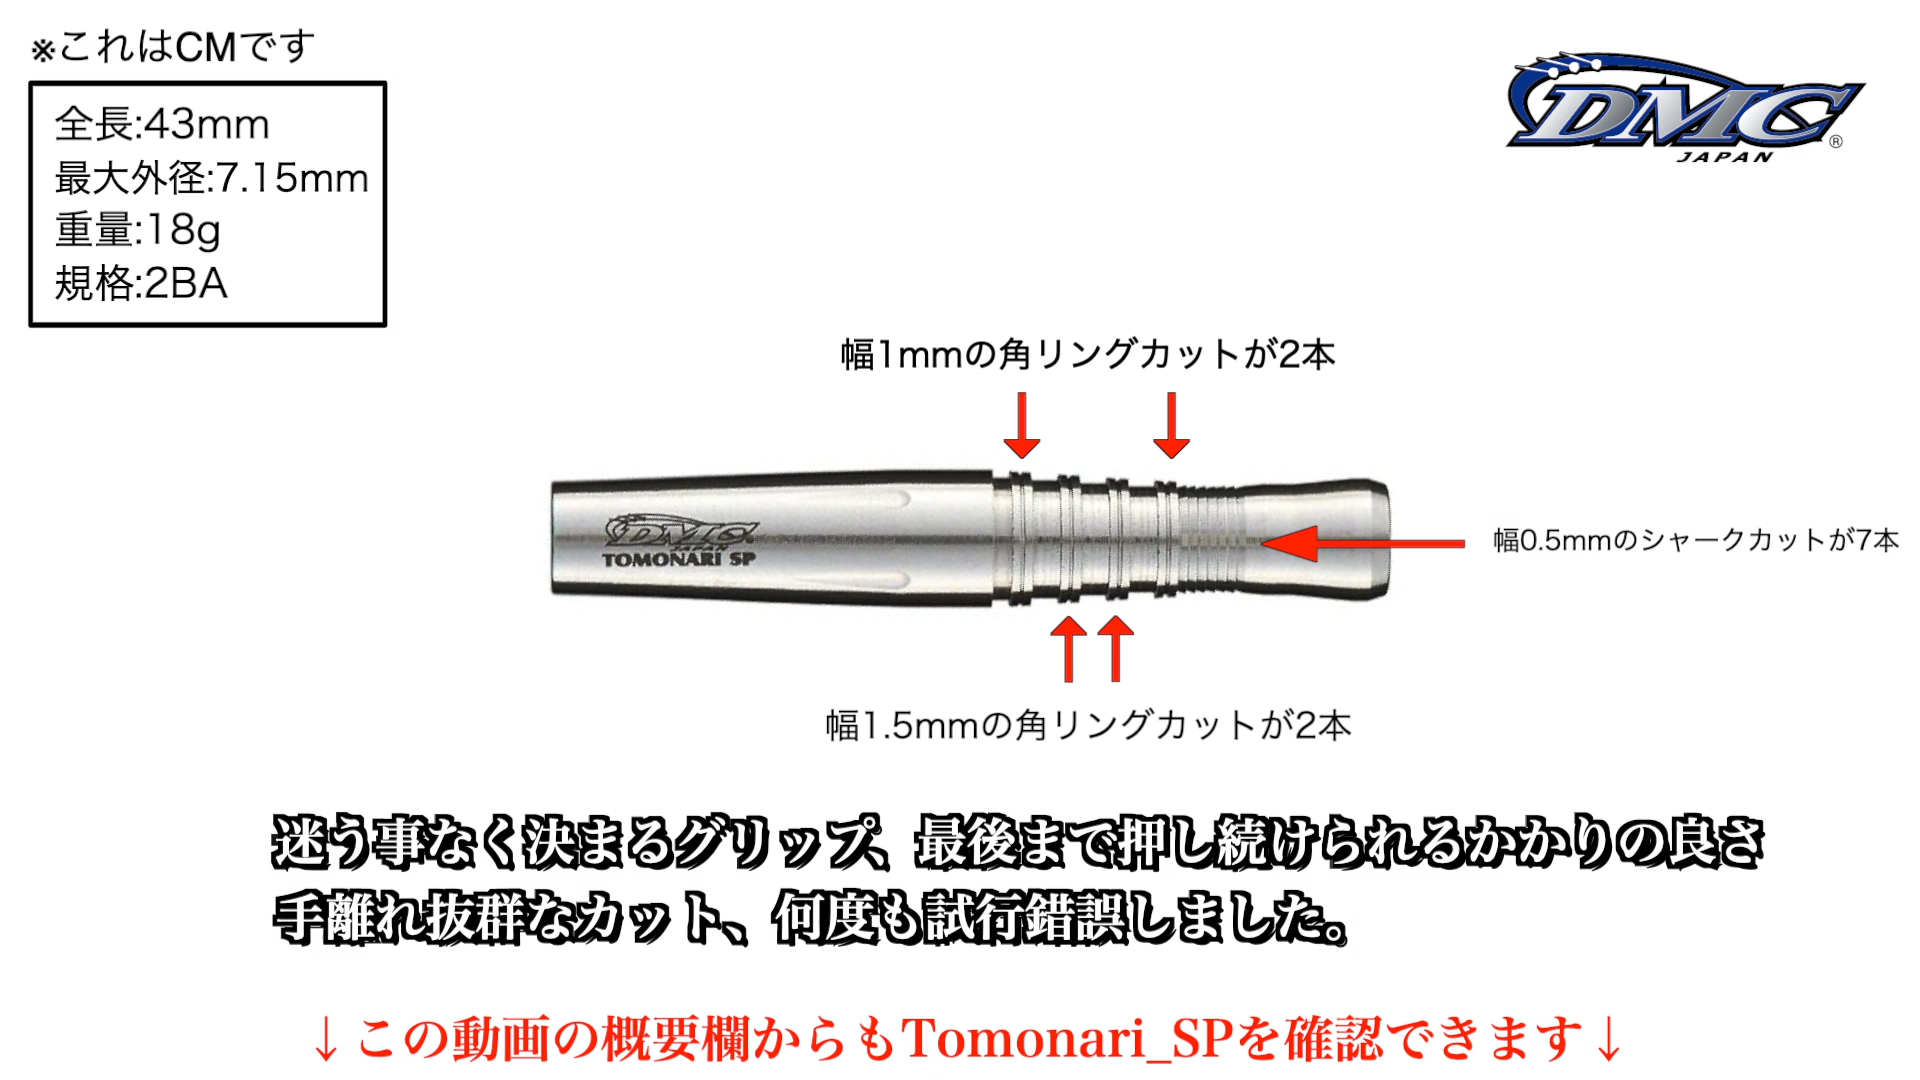 ※これはCMです
全長:43mm
最大外径:7.15mm
重量:18g
規格:2BA
DMC
JAPAN
®
幅1mmの角リングカットが2本
DMC
JAPAN
TOMONARI SP
幅0.5mmのシャークカットが7本
幅1.5mmの角リングカットが2本
迷う事なく決まるグリップ、最後まで押し続けられるかかりの良さ
手離れ抜群なカット、何度も試行錯誤しました。
↓この動画の概要欄からもTomonari_SPを確認できます↓